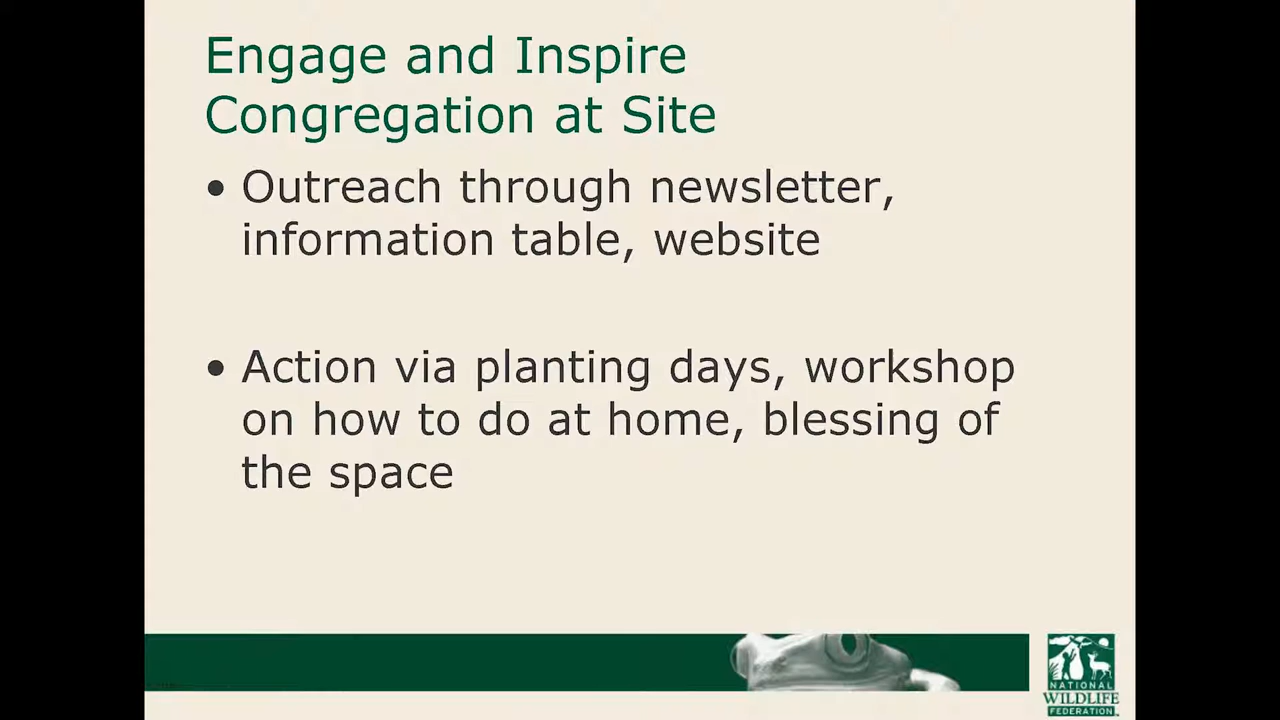 Engage and Inspire
Congregation at Site
• Outreach through newsletter,
information table, website
• Action via planting days, workshop
on how to do at home, blessing of
the space
NATIONAL
WILDLIFE
FEDERATION